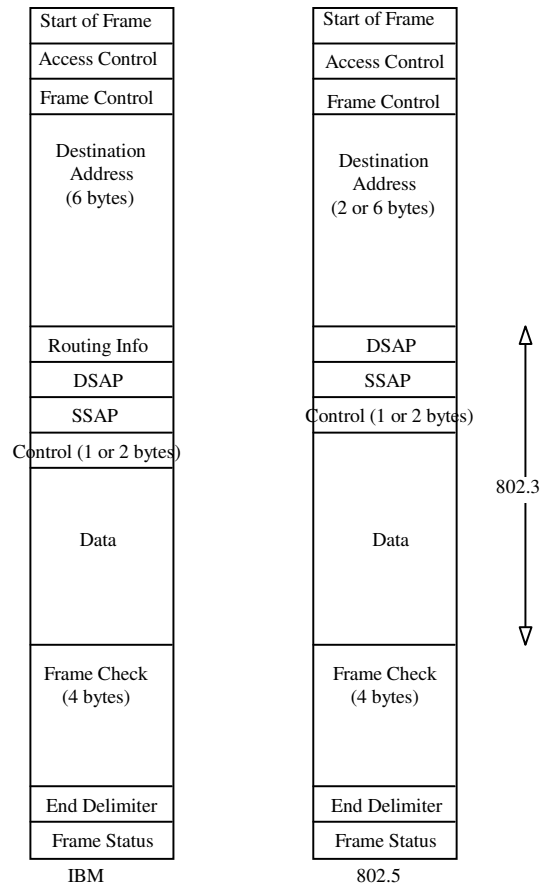 Start of Frame
Access Control
Frame Control
Destination
Address
(6 bytes)
Routing Info
DSAP
SSAP
Control (1 or 2 bytes)
Data
Frame Check
(4 bytes)
End Delimiter
Frame Status
IBM
Start of Frame
Access Control
Frame Control
Destination
Address
(2 or 6 bytes)
DSAP
SSAP
Control (1 or 2 bytes)
Data
Frame Check
(4 bytes)
End Delimiter
Frame Status
802.5
802.3